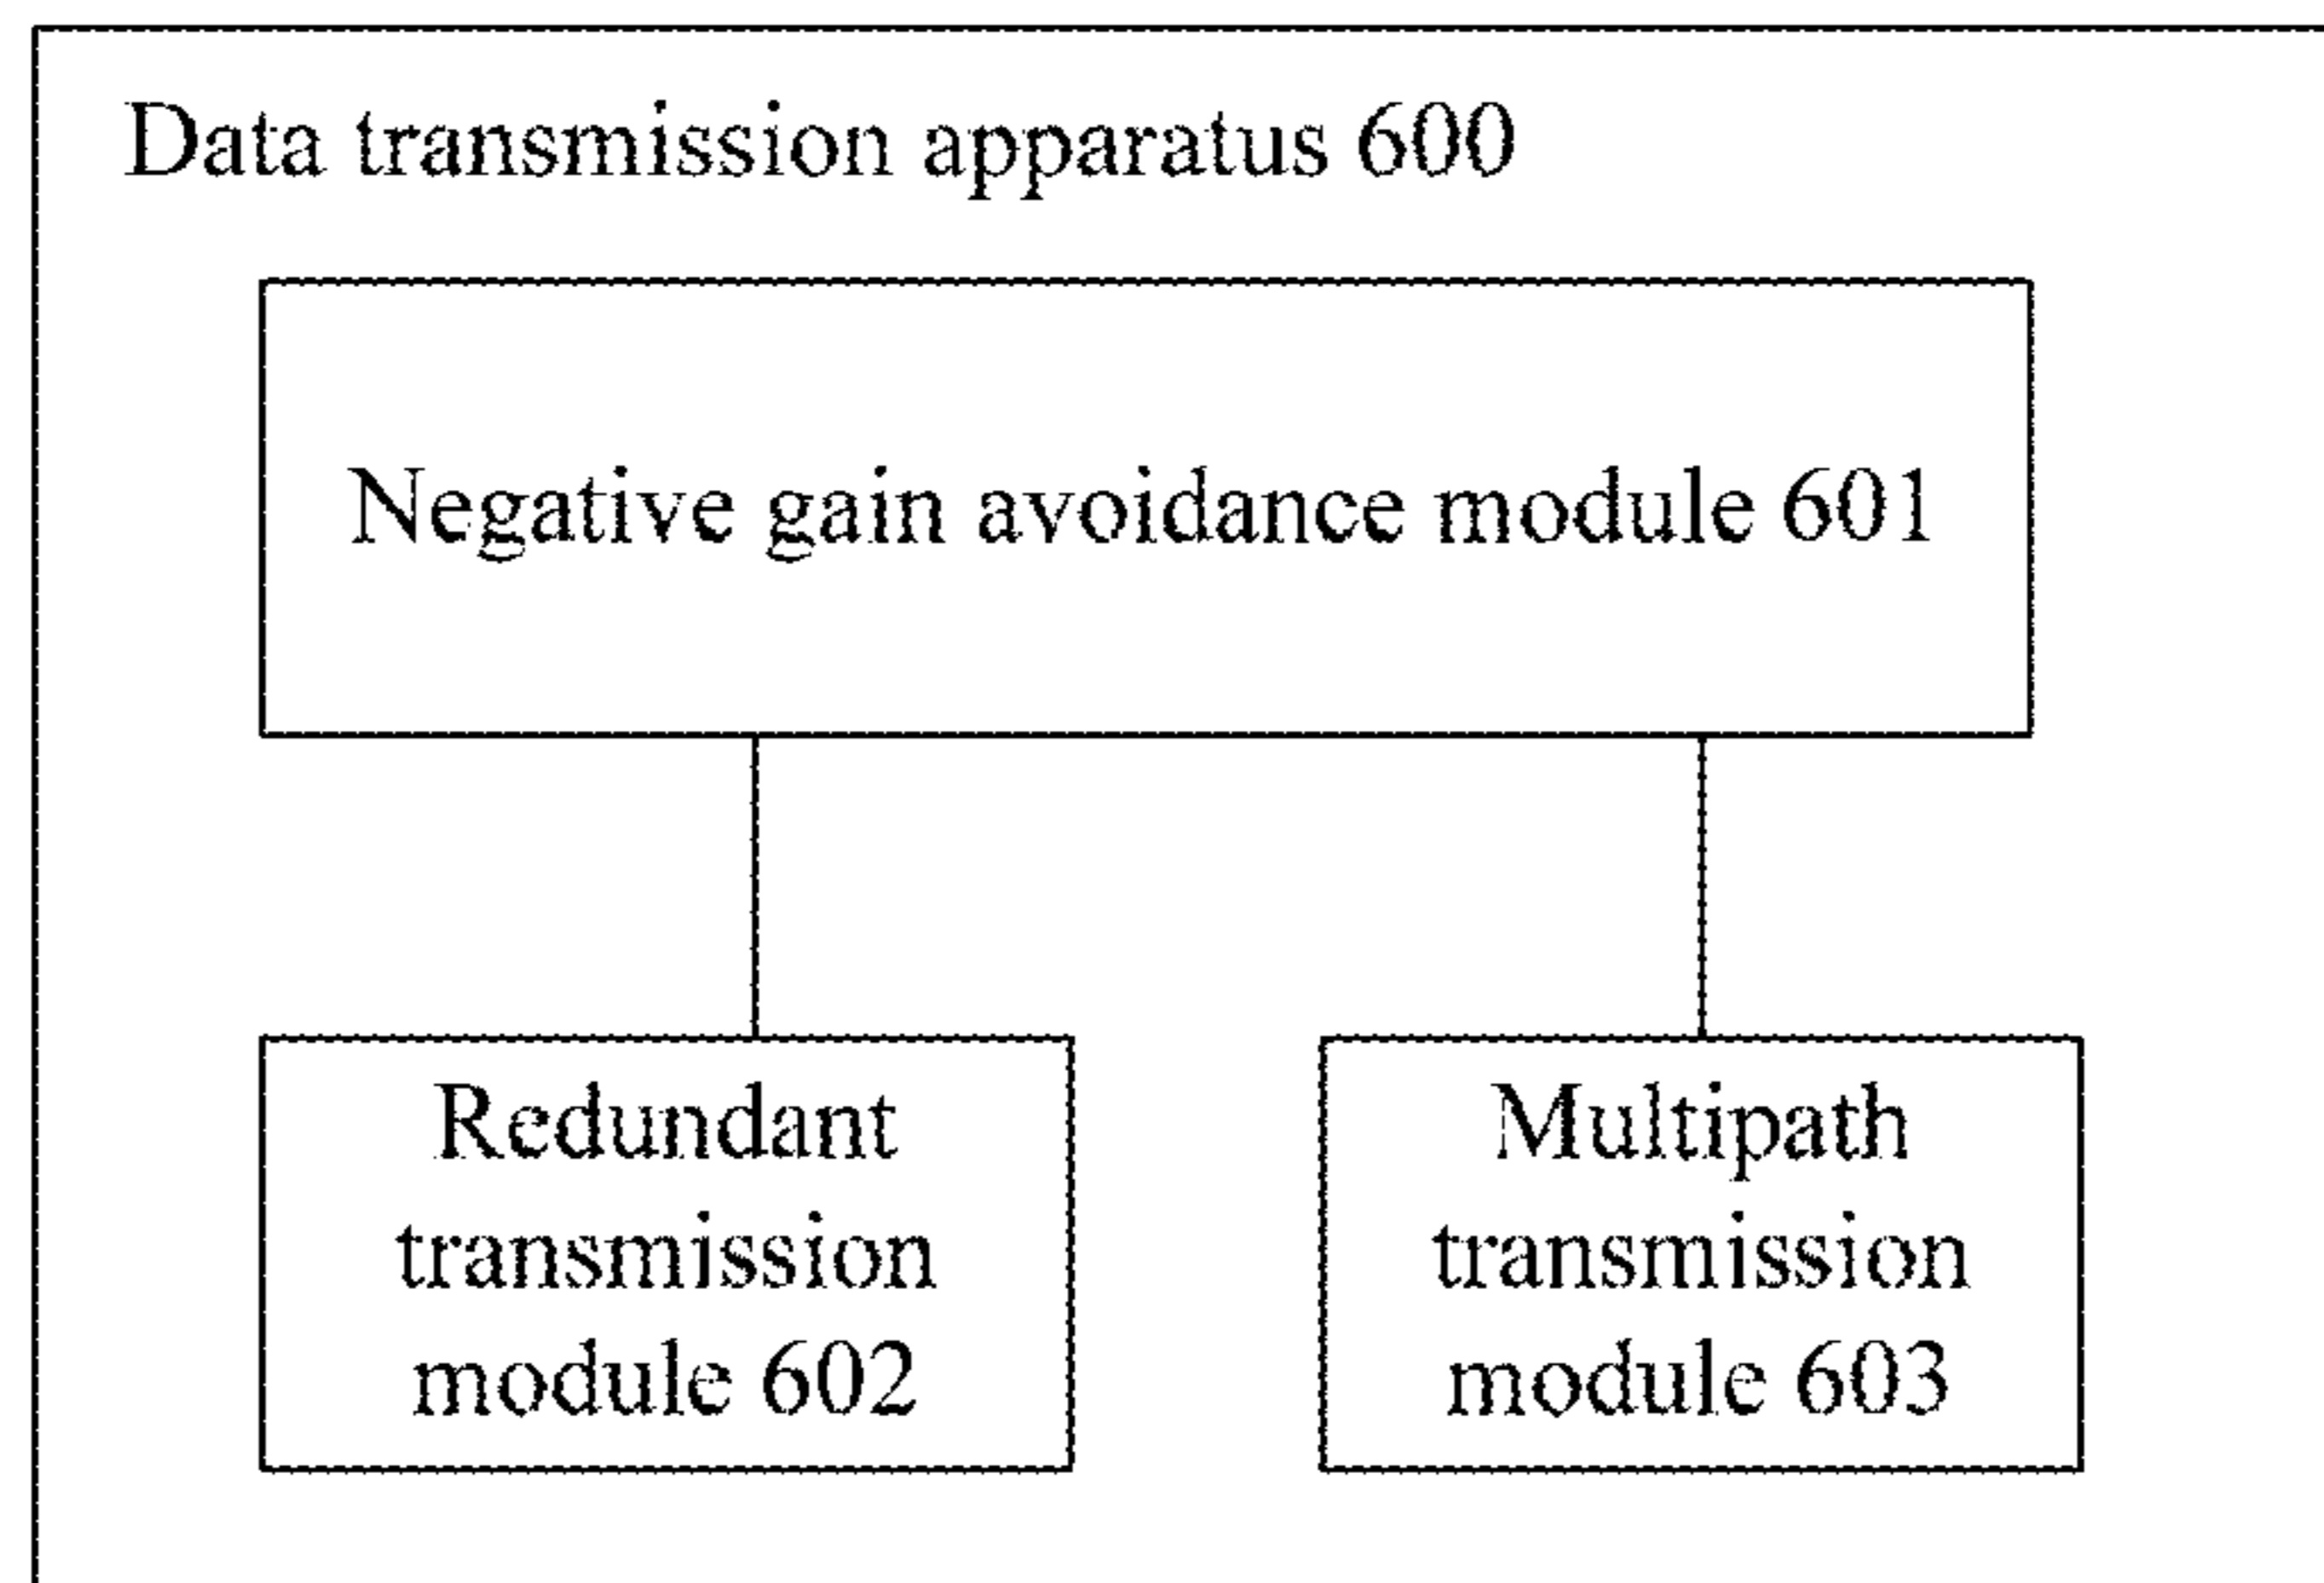 Data transmission apparatus 600
Negative gain avoidance module 601
Redundant
transmission
module 602
Multipath
transmission
module 603